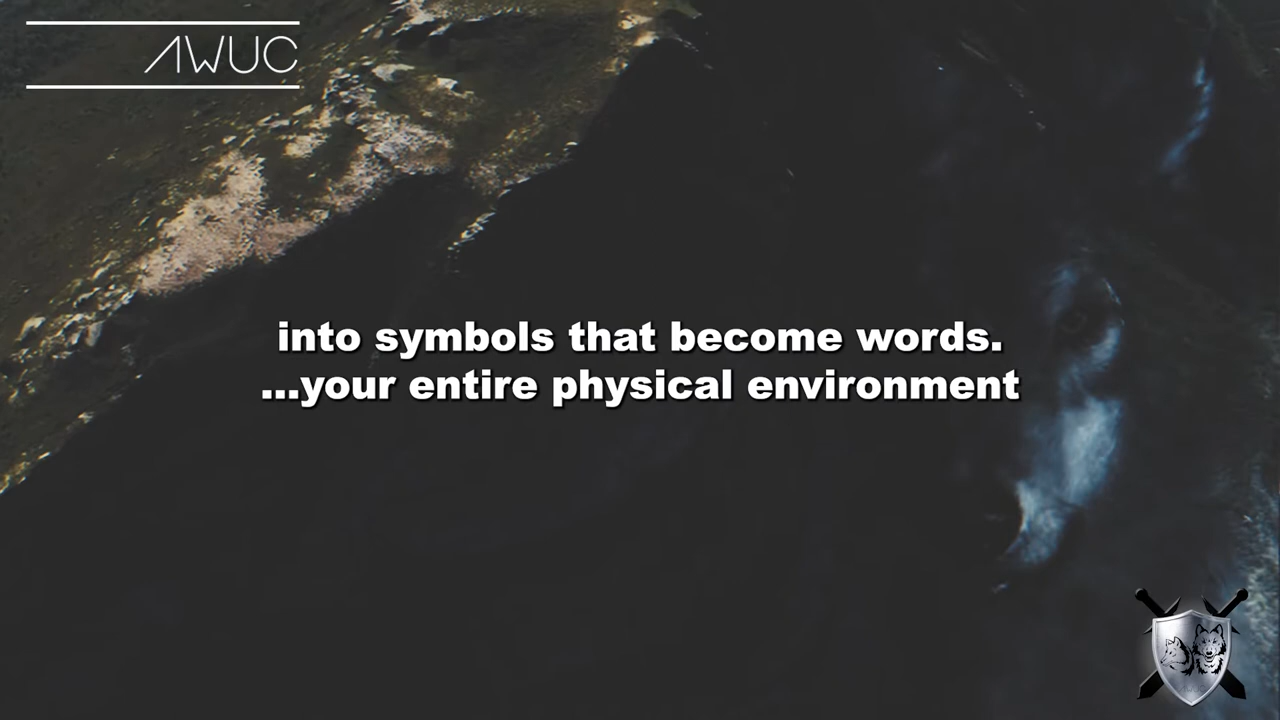 AWUC
into symbols that become words.
...your entire physical environment